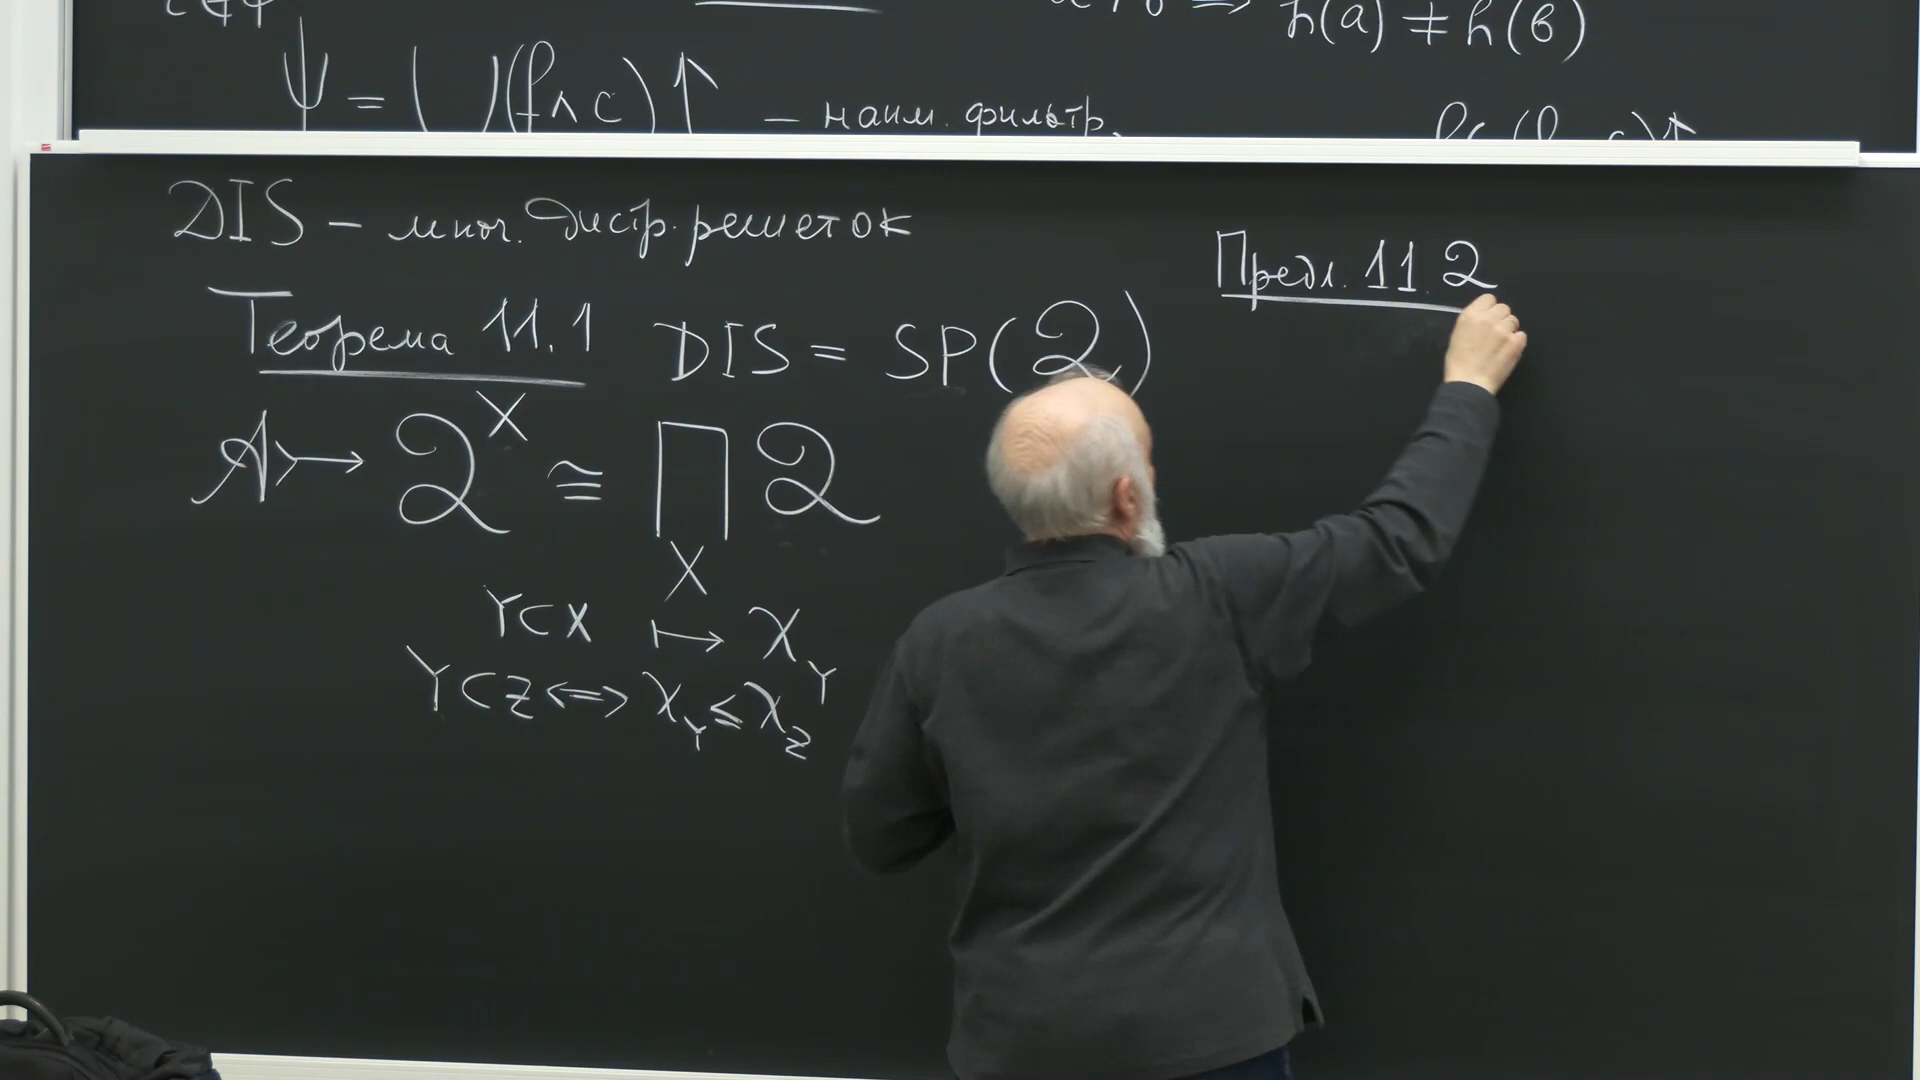 h(a) ≠ h(b)
ψ = ⋃(f∧c)↑ – наим. фильтр.
DIS – мног. дистр. решеток
Теорема 11.1 DIS = SP(2)
A ↣ 2^X ≅ ∏_X 2
Y⊂X ↦ χ_Y
Y⊂Z ⟺ χ_Y ≤ χ_Z
Предл. 11.2